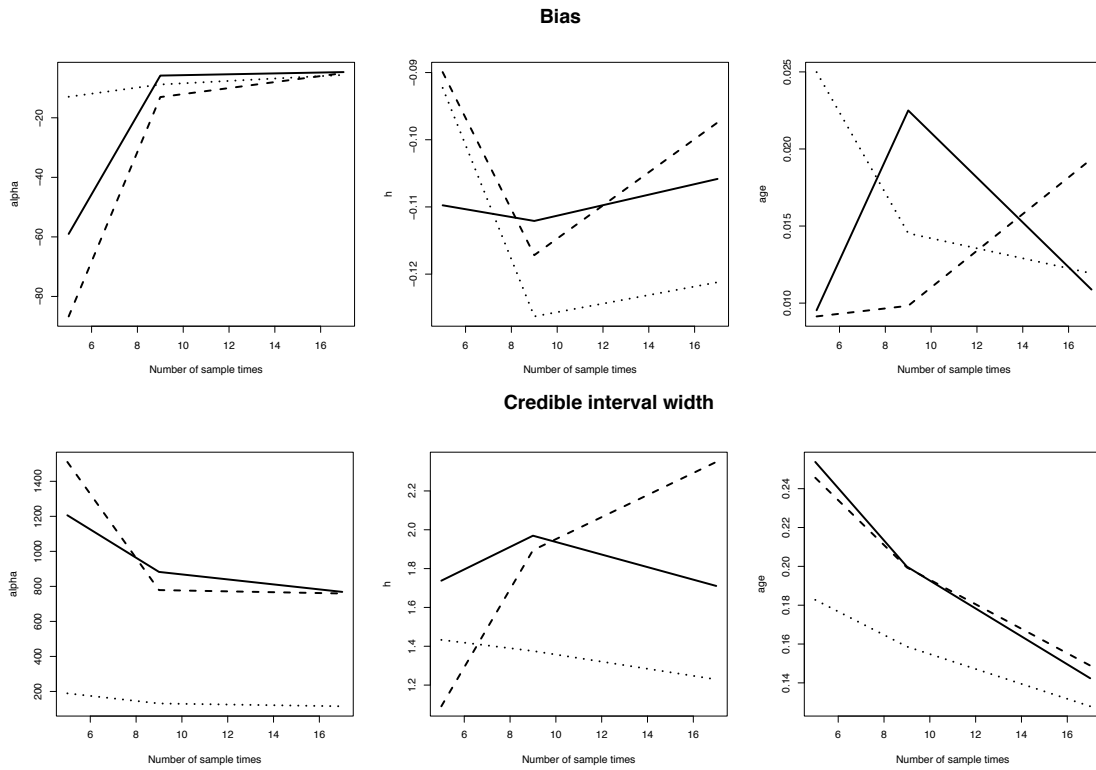 Bias
alpha
−20
−40
−60
−80
6 8 10 12 14 16
Number of sample times
h
−0.09
−0.10
−0.11
−0.12
6 8 10 12 14 16
Number of sample times
age
0.025
0.020
0.015
0.010
6 8 10 12 14 16
Number of sample times
Credible interval width
alpha
1400
1200
1000
800
600
400
200
6 8 10 12 14 16
Number of sample times
h
2.2
2.0
1.8
1.6
1.4
1.2
6 8 10 12 14 16
Number of sample times
age
0.24
0.22
0.20
0.18
0.16
0.14
6 8 10 12 14 16
Number of sample times